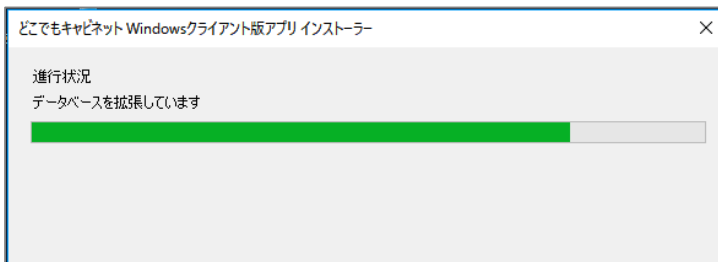 どこでもキャビネット Windowsクライアント版アプリ インストーラー
進行状況
データベースを拡張しています